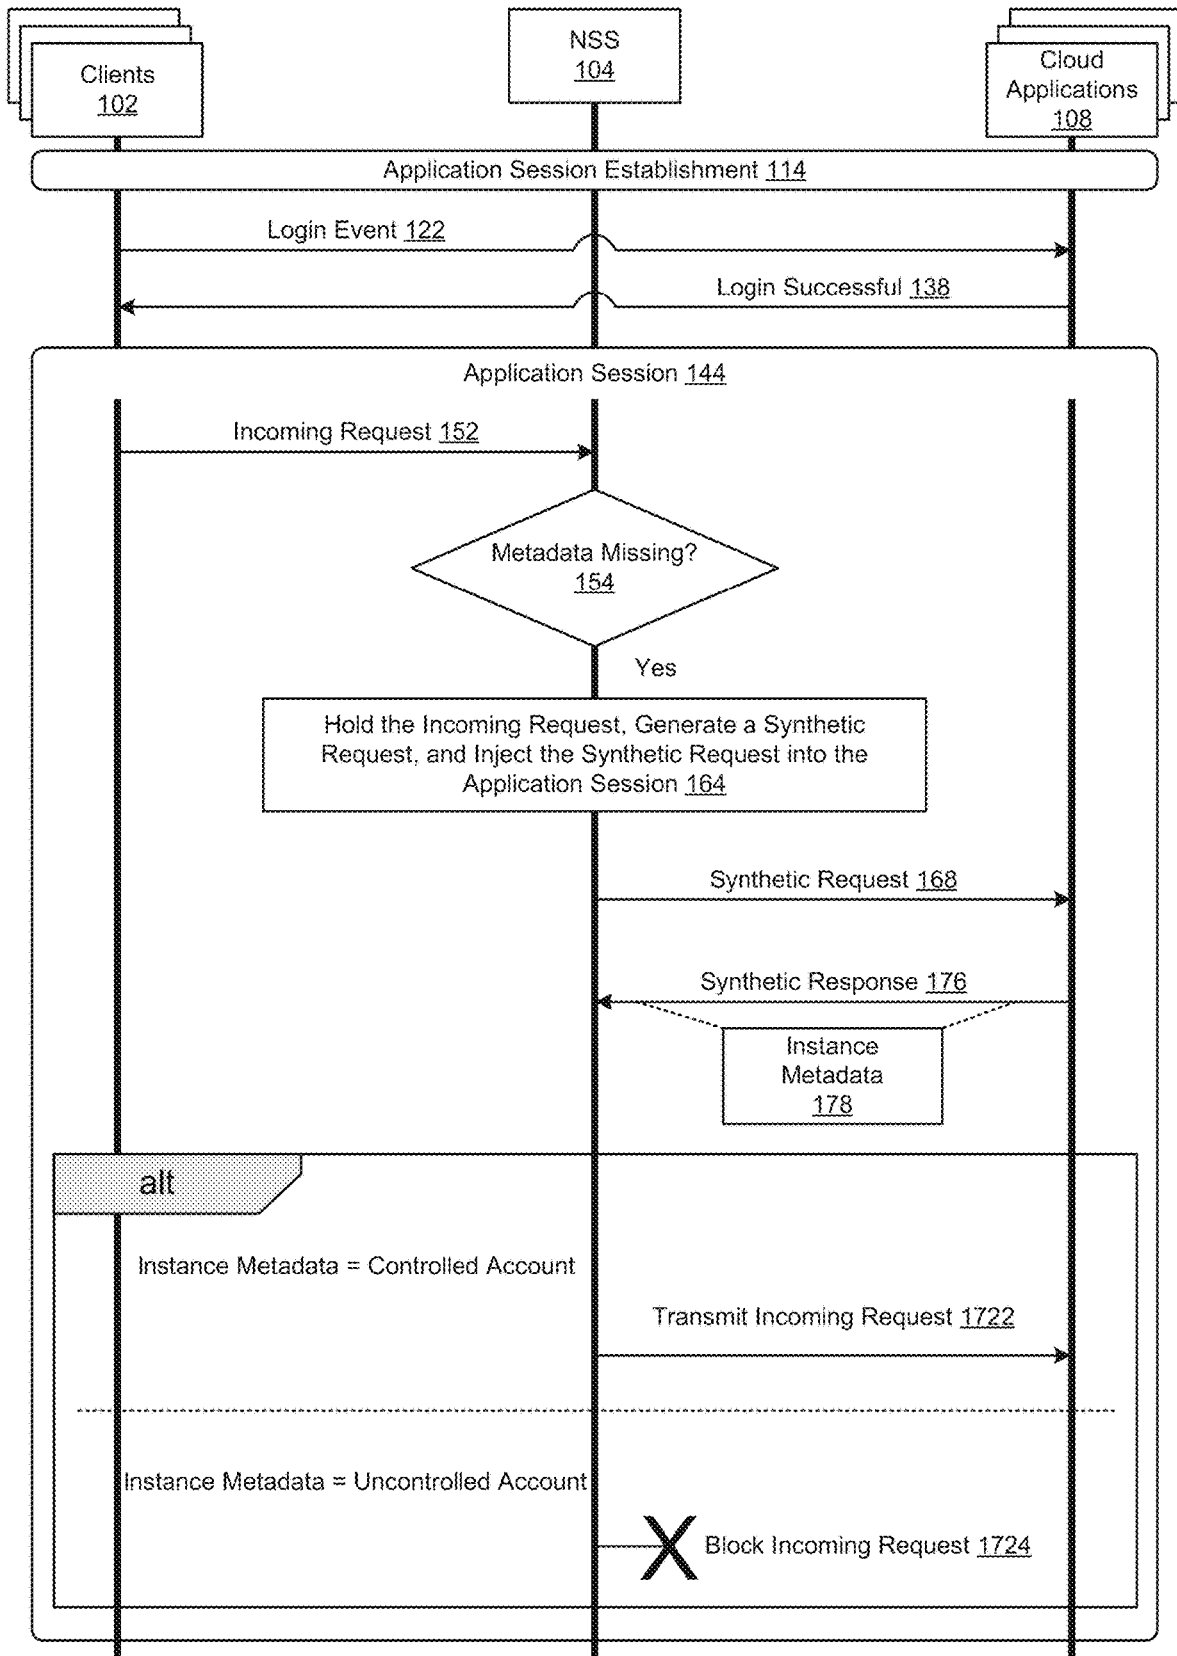 Clients
102
NSS
104
Cloud
Applications
108
Application Session Establishment 114
Login Event 122
Login Successful 138
Application Session 144
Incoming Request 152
Metadata Missing?
154
Yes
Hold the Incoming Request, Generate a Synthetic
Request, and Inject the Synthetic Request into the
Application Session 164
Synthetic Request 168
Synthetic Response 176
Instance
Metadata
178
alt
Instance Metadata = Controlled Account
Transmit Incoming Request 1722
Instance Metadata = Uncontrolled Account
Block Incoming Request 1724